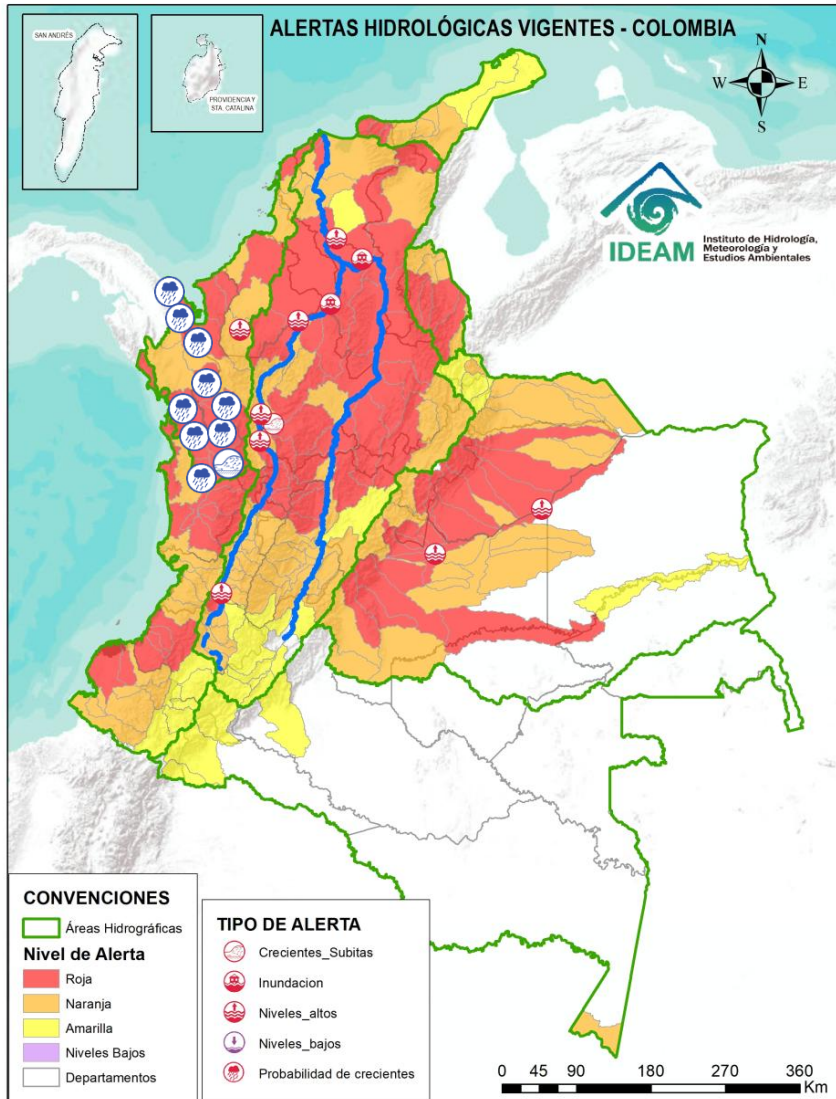 ALERTAS HIDROLÓGICAS VIGENTES - COLOMBIA
SAN ANDRÉS
PROVIDENCIA Y
STA. CATALINA
N
W
E
S
IDEAM
Instituto de Hidrología,
Meteorología y
Estudios Ambientales
CONVENCIONES
Áreas Hidrográficas
Nivel de Alerta
Roja
Naranja
Amarilla
Niveles Bajos
Departamentos
TIPO DE ALERTA
Crecientes_Subitas
Inundacion
Niveles_altos
Niveles_bajos
Probabilidad de crecientes
0 45 90 180 270 360
Km